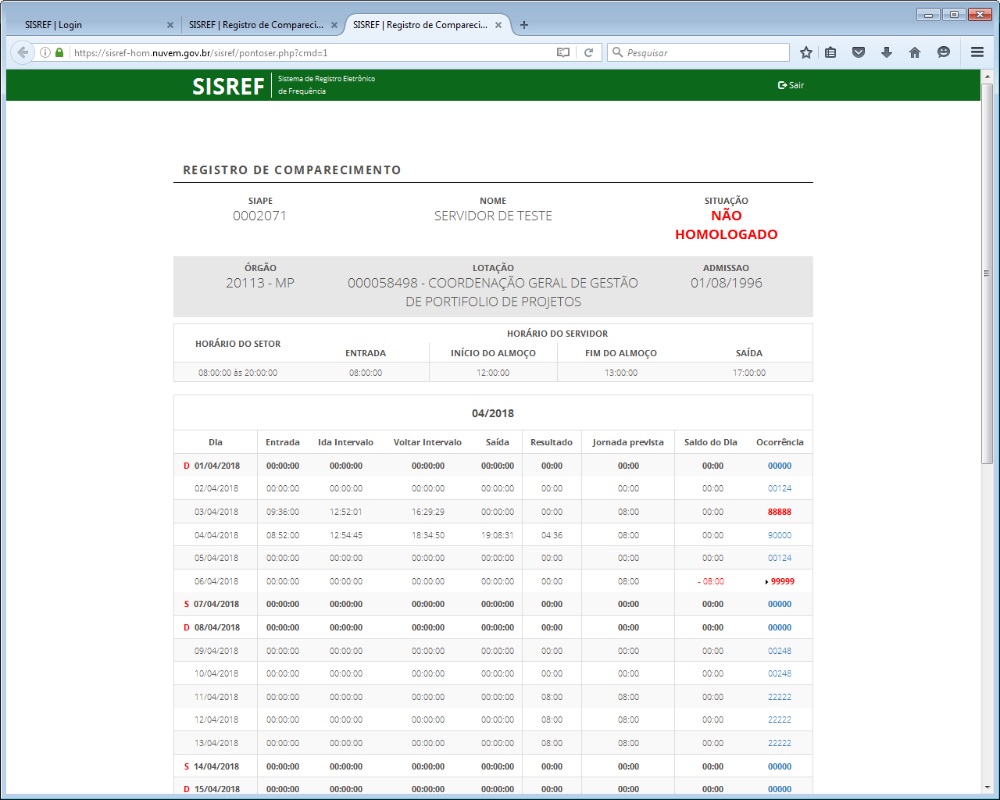 SISREF | Login
SISREF | Registro de Compareci...
SISREF | Registro de Compareci...
https://sisref-hom.nuvem.gov.br/sisref/pontoser.php?cmd=1
Pesquisar
SISREF
Sistema de Registro Eletrônico
de Frequência
Sair
REGISTRO DE COMPARECIMENTO
SIAPE NOME SITUAÇÃO
0002071 SERVIDOR DE TESTE NÃO
HOMOLOGADO
ÓRGÃO LOTAÇÃO ADMISSAO
20113 - MP 000058498 - COORDENAÇÃO GERAL DE GESTÃO 01/08/1996
DE PORTIFOLIO DE PROJETOS
HORÁRIO DO SERVIDOR
HORÁRIO DO SETOR
ENTRADA INÍCIO DO ALMOÇO FIM DO ALMOÇO SAÍDA
08:00:00 às 20:00:00 08:00:00 12:00:00 13:00:00 17:00:00
04/2018
Dia Entrada Ida Intervalo Voltar Intervalo Saída Resultado Jornada prevista Saldo do Dia Ocorrência
D 01/04/2018 00:00:00 00:00:00 00:00:00 00:00:00 00:00 00:00 00:00 00000
02/04/2018 00:00:00 00:00:00 00:00:00 00:00:00 00:00 00:00 00:00 00124
03/04/2018 09:36:00 12:52:01 16:29:29 00:00:00 00:00 08:00 00:00 88888
04/04/2018 08:52:00 12:54:45 18:34:50 19:08:31 04:36 08:00 00:00 90000
05/04/2018 00:00:00 00:00:00 00:00:00 00:00:00 00:00 00:00 00:00 00124
06/04/2018 00:00:00 00:00:00 00:00:00 00:00:00 00:00 08:00 - 08:00 99999
S 07/04/2018 00:00:00 00:00:00 00:00:00 00:00:00 00:00 00:00 00:00 00000
D 08/04/2018 00:00:00 00:00:00 00:00:00 00:00:00 00:00 00:00 00:00 00000
09/04/2018 00:00:00 00:00:00 00:00:00 00:00:00 00:00 00:00 00:00 00248
10/04/2018 00:00:00 00:00:00 00:00:00 00:00:00 00:00 00:00 00:00 00248
11/04/2018 00:00:00 00:00:00 00:00:00 00:00:00 08:00 08:00 00:00 22222
12/04/2018 00:00:00 00:00:00 00:00:00 00:00:00 08:00 08:00 00:00 22222
13/04/2018 00:00:00 00:00:00 00:00:00 00:00:00 08:00 08:00 00:00 22222
S 14/04/2018 00:00:00 00:00:00 00:00:00 00:00:00 00:00 00:00 00:00 00000
D 15/04/2018 00:00:00 00:00:00 00:00:00 00:00:00 00:00 00:00 00:00 00000